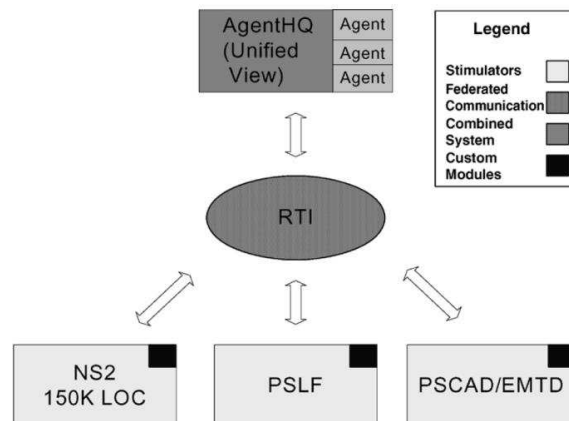 AgentHQ
(Unified
View)
Agent
Agent
Agent
Legend
Stimulators
Federated
Communication
Combined
System
Custom
Modules
RTI
NS2
150K LOC
PSLF
PSCAD/EMTD